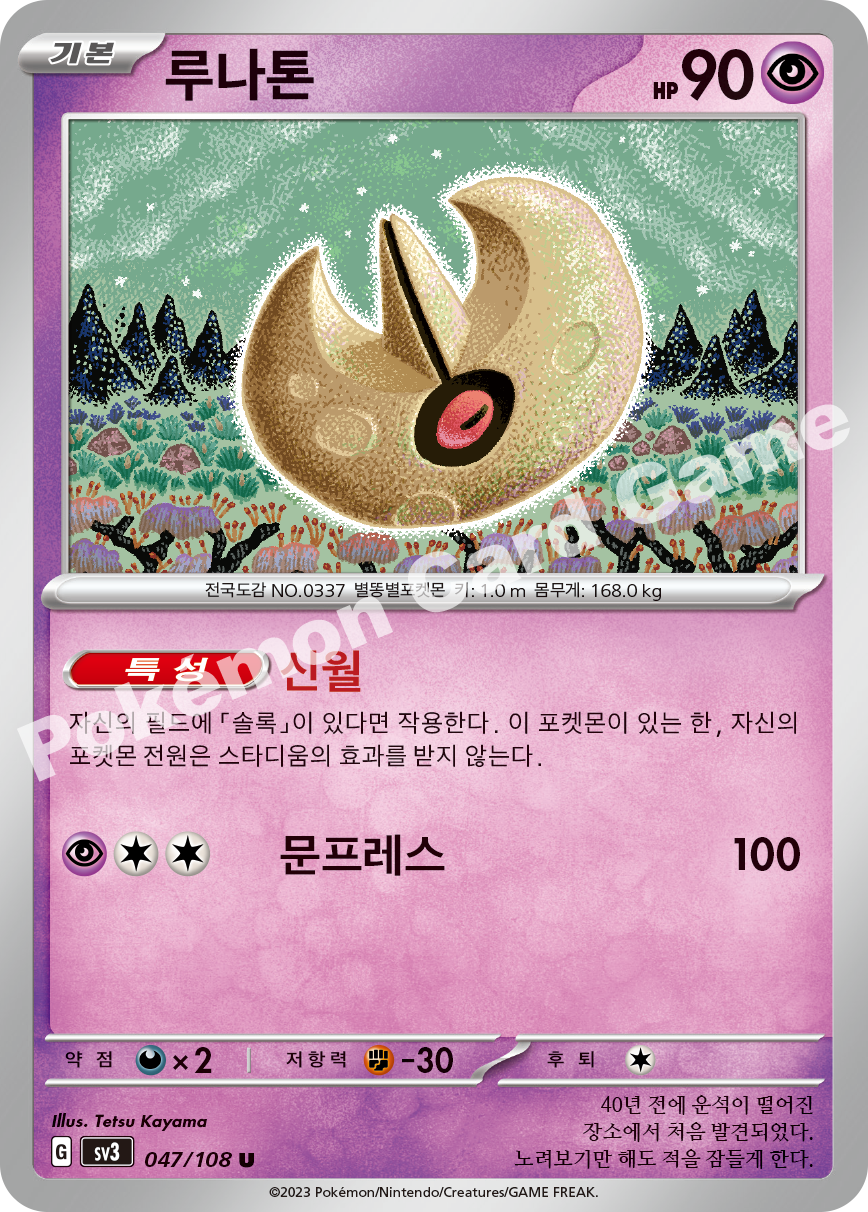 기본
루나톤
HP 90
전국도감 NO.0337 별똥별포켓몬 키: 1.0 m 몸무게: 168.0 kg
특성 신월
자신의 필드에 「솔록」이 있다면 작용한다. 이 포켓몬이 있는 한, 자신의
포켓몬 전원은 스타디움의 효과를 받지 않는다.
문프레스 100
약점 ×2 저항력 -30 후퇴
Illus. Tetsu Kayama
40년 전에 운석이 떨어진
장소에서 처음 발견되었다.
노려보기만 해도 적을 잠들게 한다.
G sv3 047/108 U
©2023 Pokémon/Nintendo/Creatures/GAME FREAK.
Pokémon Card Game